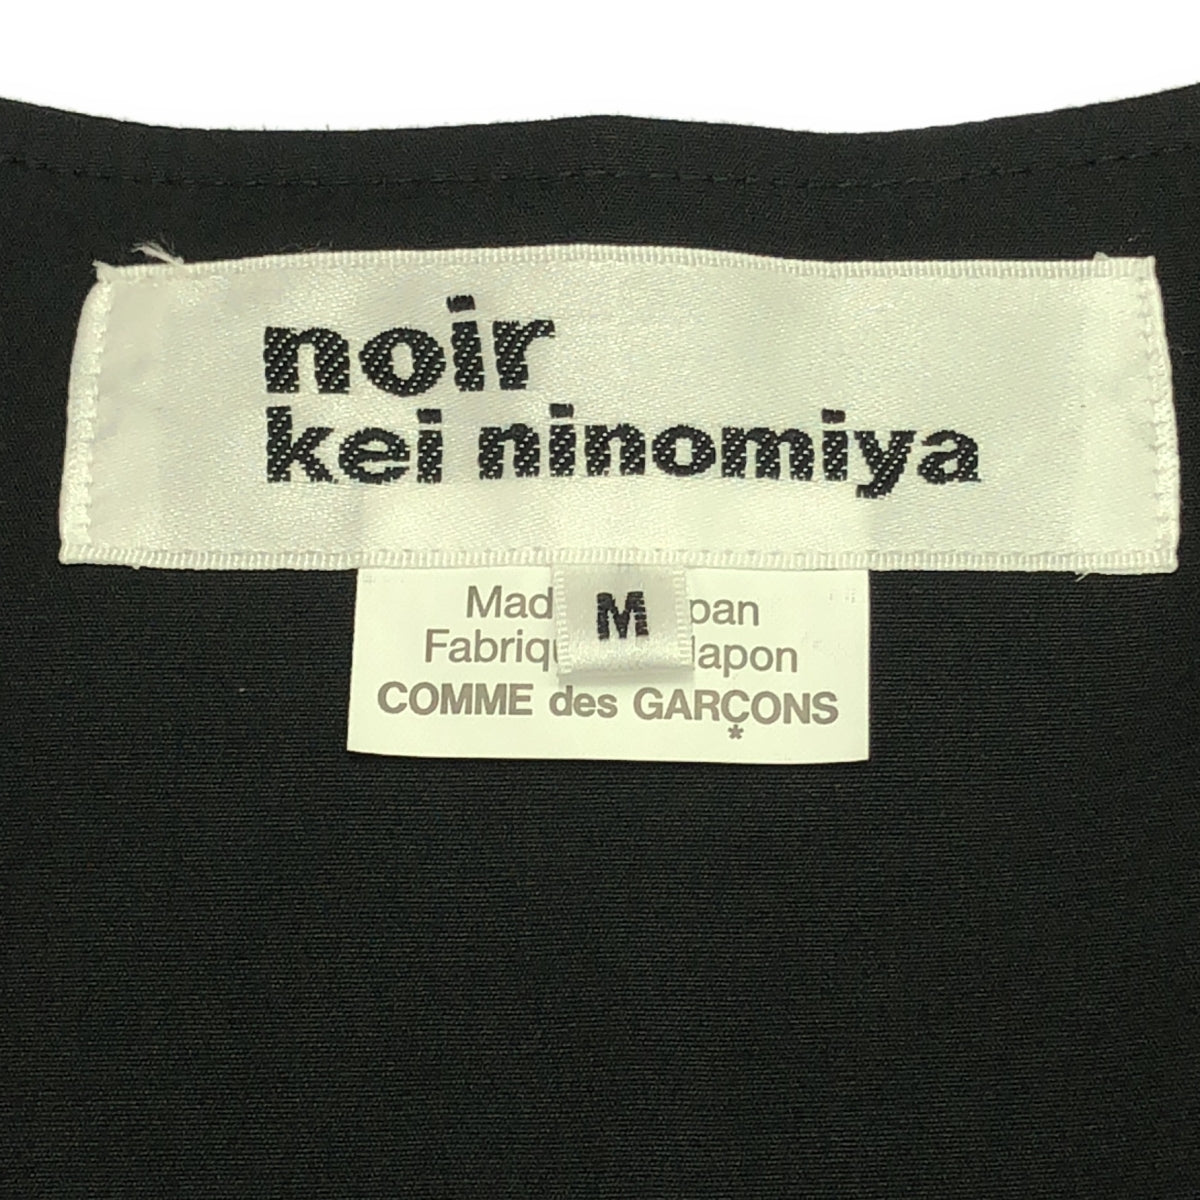 noir
kei ninomiya
Mad M pan
Fabriqu Japon
COMME des GARÇONS
*